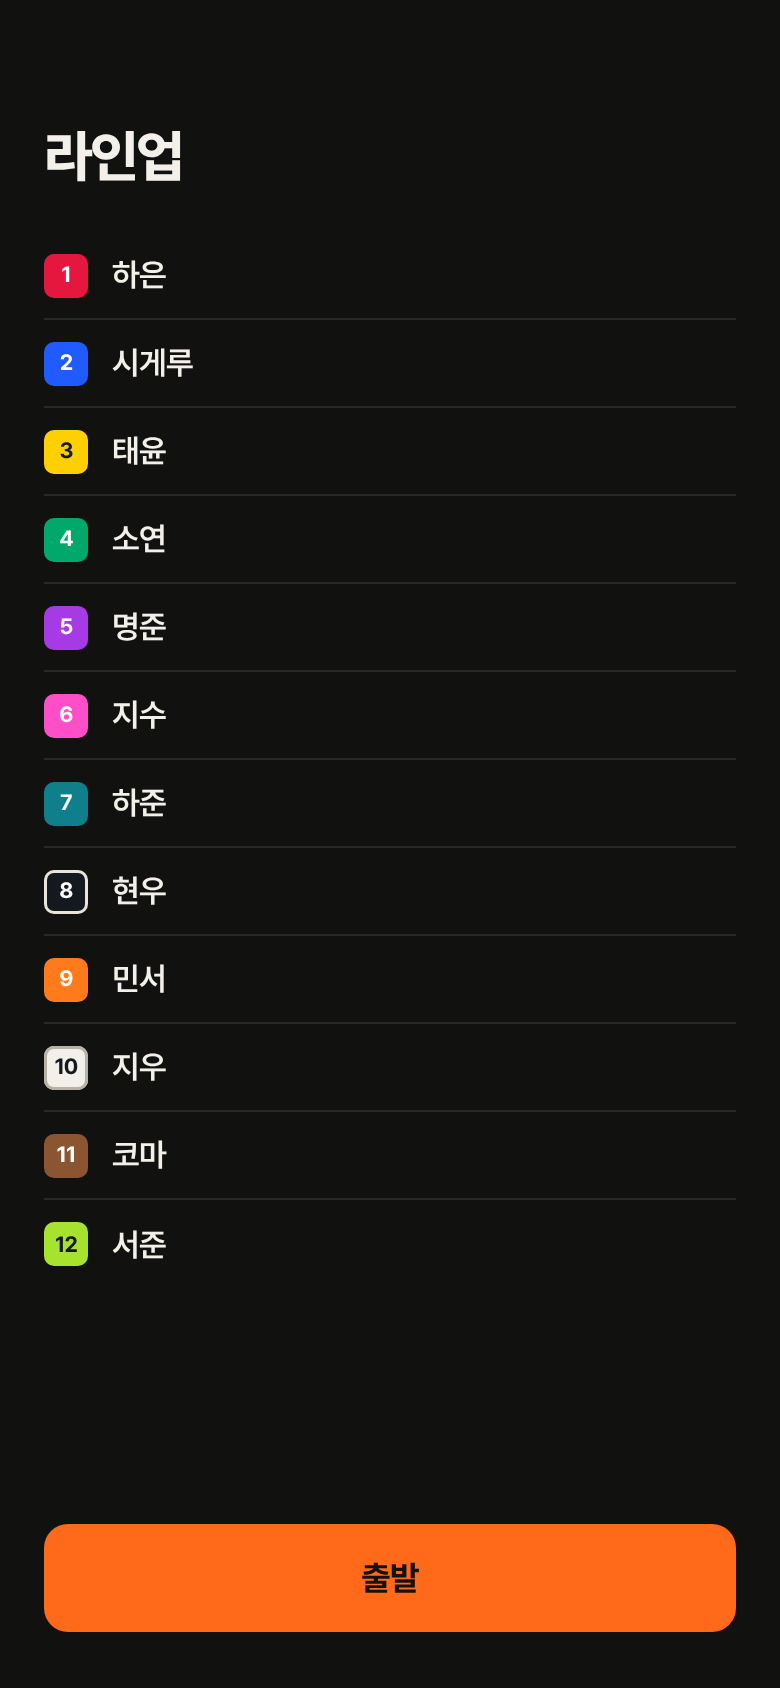 라인업
1 하은
2 시게루
3 태윤
4 소연
5 명준
6 지수
7 하준
8 현우
9 민서
10 지우
11 코마
12 서준
출발